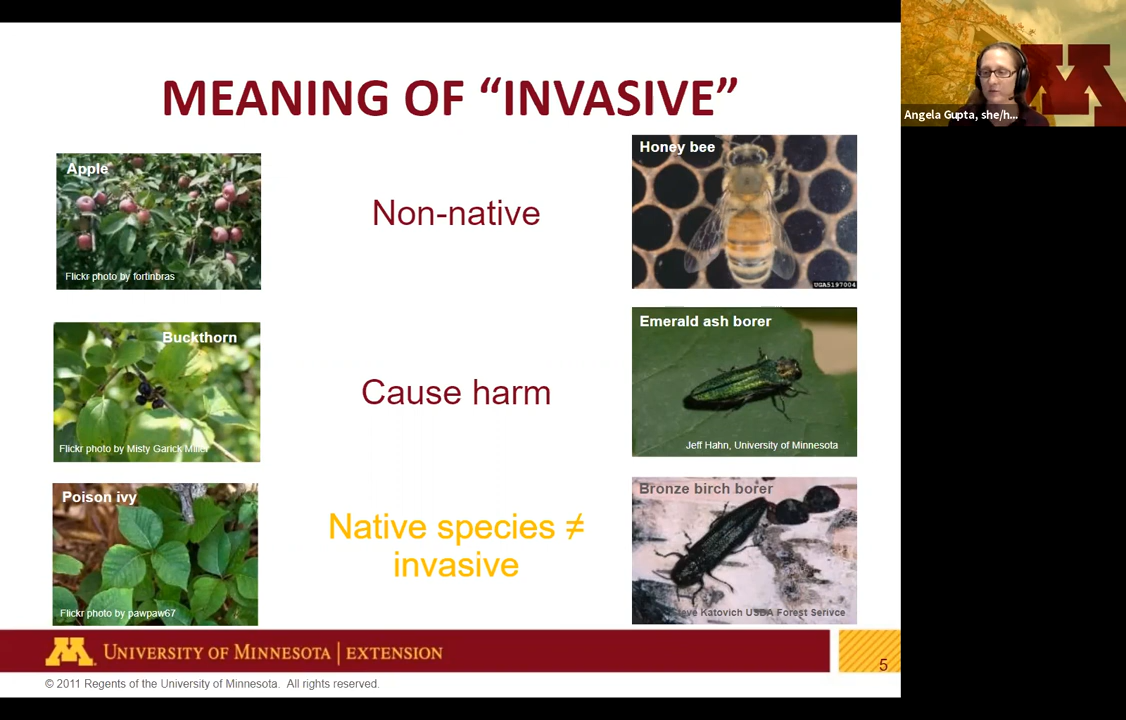 MEANING OF “INVASIVE”
Apple
Flickr photo by fortinbras
Non-native
Honey bee
UGA5197004
Buckthorn
Flickr photo by Misty Garick Miller
Cause harm
Emerald ash borer
Jeff Hahn, University of Minnesota
Poison ivy
Flickr photo by pawpaw67
Native species ≠
invasive
Bronze birch borer
Steve Katovich USDA Forest Serivce
UNIVERSITY OF MINNESOTA | EXTENSION
5
© 2011 Regents of the University of Minnesota. All rights reserved.
Angela Gupta, she/h...